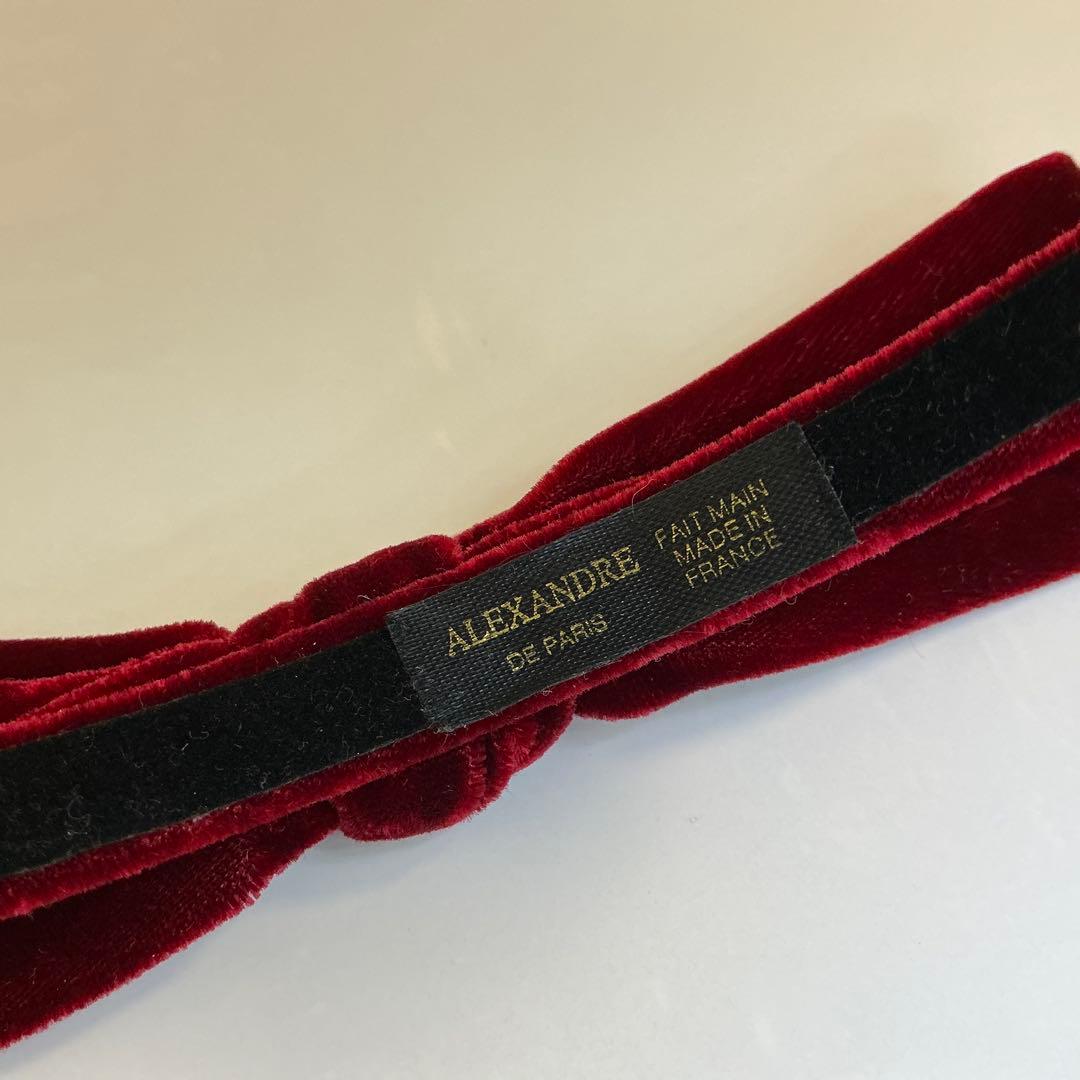 ALEXANDRE
DE PARIS
FAIT MAIN
MADE IN
FRANCE